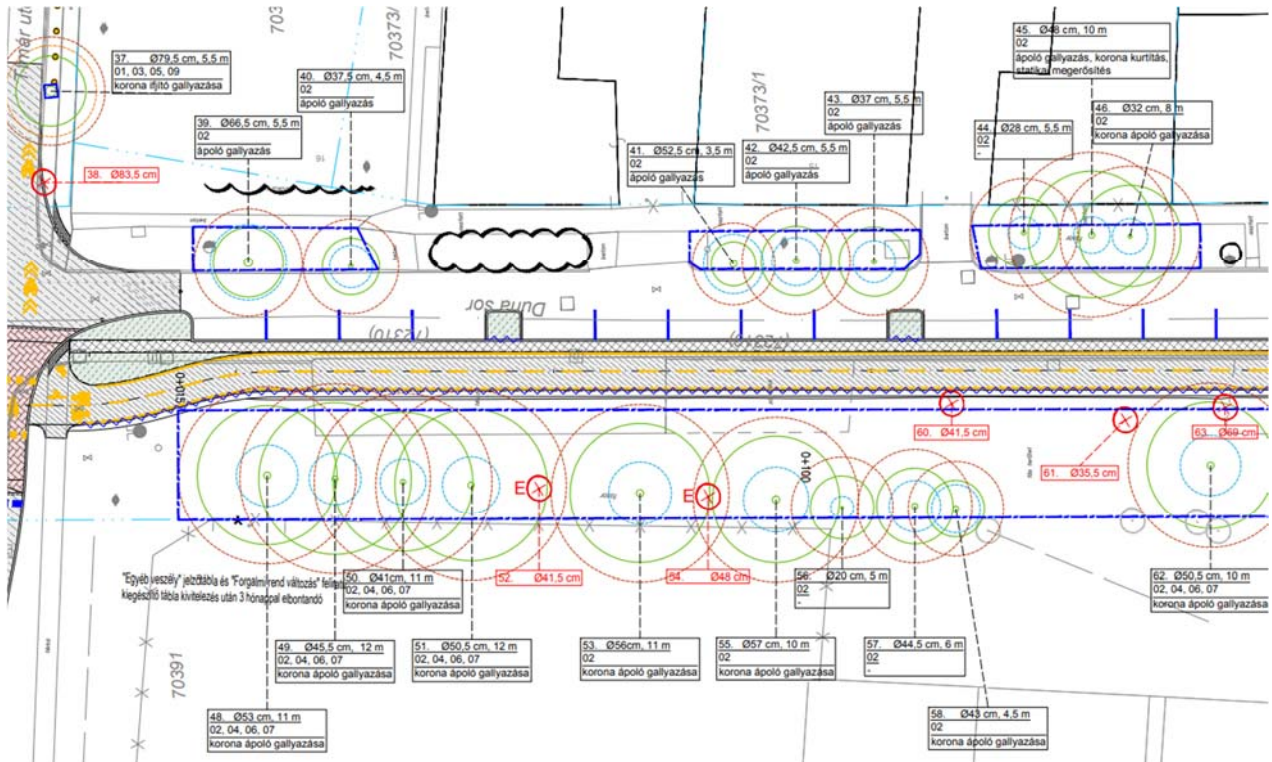 Tímár ut
70373/
70373/
37. Ø79,5 cm, 5,5 m
01, 03, 05, 09
korona ifjító gallyazása
40. Ø37,5 cm, 4,5 m
02
ápoló gallyazás
39. Ø66,5 cm, 5,5 m
02
ápoló gallyazás
38. Ø83,5 cm
70373/1
43. Ø37 cm, 5,5 m
02
ápoló gallyazás
41. Ø52,5 cm, 3,5 m
02
ápoló gallyazás
42. Ø42,5 cm, 5,5 m
02
ápoló gallyazás
45. Ø48 cm, 10 m
02
ápoló gallyazás, korona kurtítás,
statikai megerősítés
46. Ø32 cm, 8 m
02
korona ápoló gallyazása
44. Ø28 cm, 5,5 m
02
-
16
beton
beton
beton
beton
Duna sor
(72310)
(72310)
0+015
0+100
60. Ø41,5 cm
61. Ø35,5 cm
63. Ø69 cm
E
E
"Egyéb veszély" jelzőtábla és "Forgalmi rend változás" feliratú
kiegészítő tábla kivitelezés után 3 hónappal elbontandó
50. Ø41cm, 11 m
02, 04, 06, 07
korona ápoló gallyazása
52. Ø41,5 cm
54. Ø48 cm
56. Ø20 cm, 5 m
02
-
62. Ø50,5 cm, 10 m
02, 04, 06, 07
korona ápoló gallyazása
49. Ø45,5 cm, 12 m
02, 04, 06, 07
korona ápoló gallyazása
51. Ø50,5 cm, 12 m
02, 04, 06, 07
korona ápoló gallyazása
53. Ø56cm, 11 m
02
korona ápoló gallyazása
55. Ø57 cm, 10 m
02
korona ápoló gallyazása
57. Ø44,5 cm, 6 m
02
-
70391
48. Ø53 cm, 11 m
02, 04, 06, 07
korona ápoló gallyazása
58. Ø43 cm, 4,5 m
02
korona ápoló gallyazása